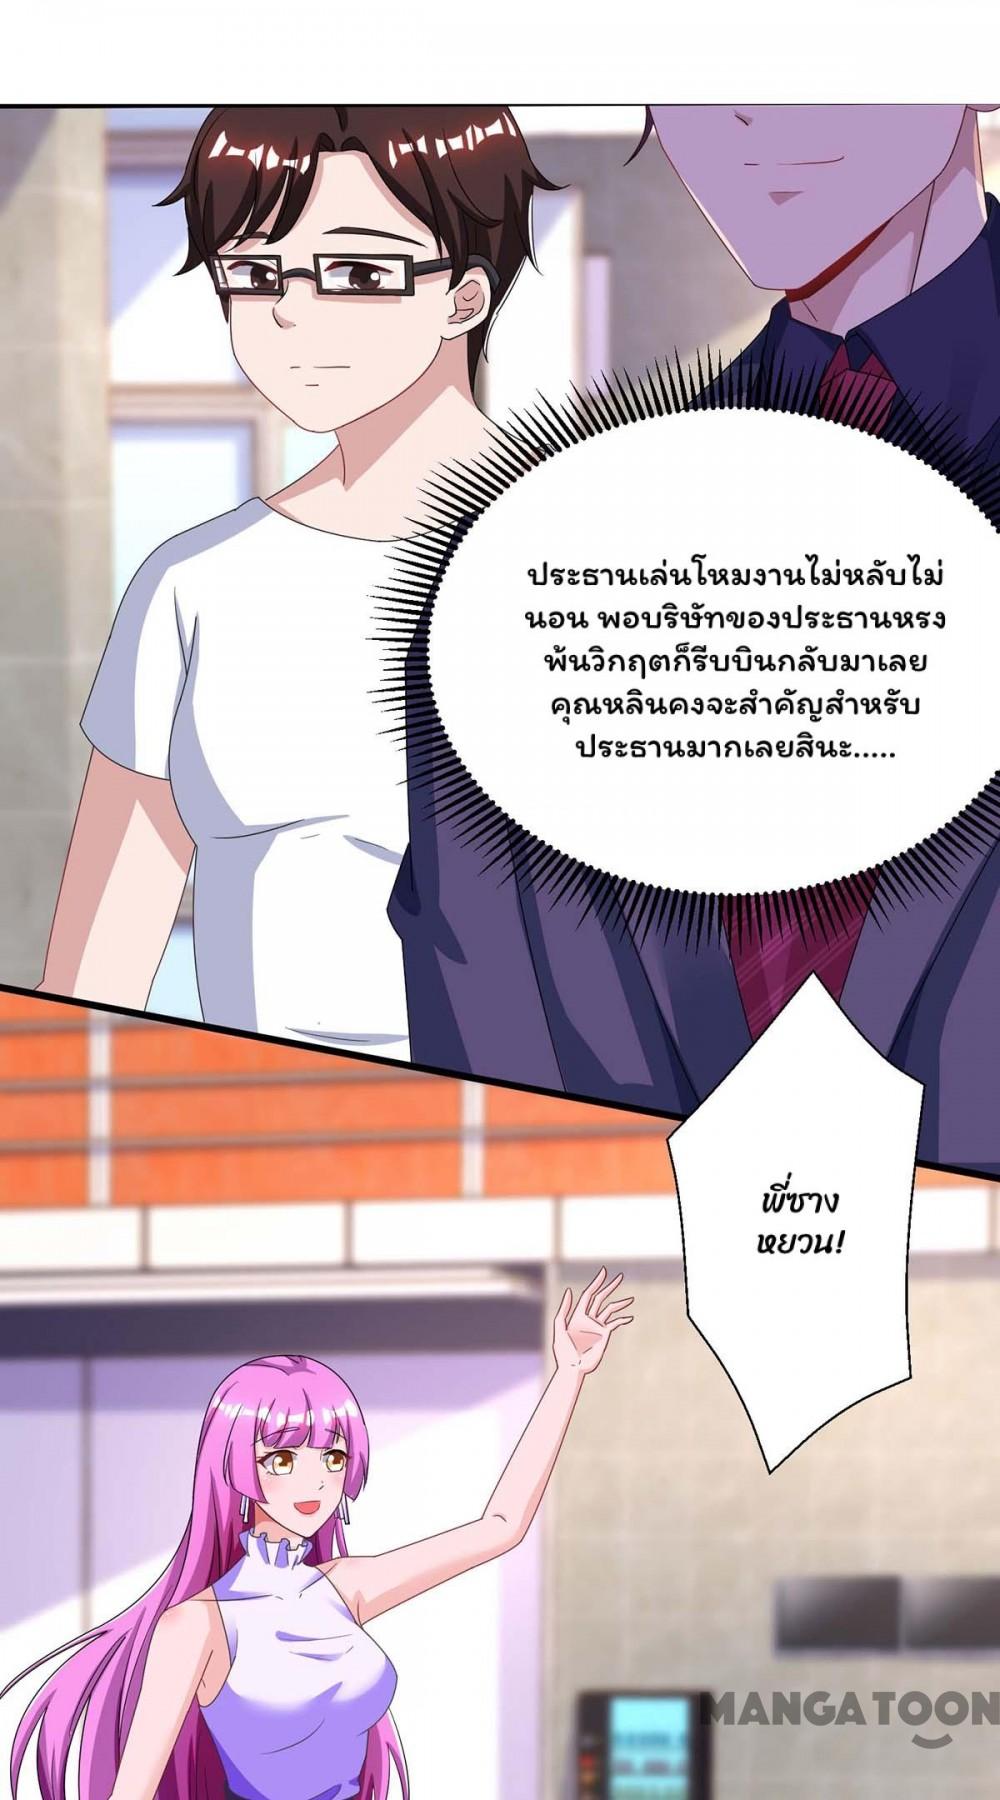 ประธานเล่นโหมงานไม่หลับไม่
นอน พอบริษัทของประธานหรง
พ้นวิกฤตก็รีบบินกลับมาเลย
คุณหลินคงจะสำคัญสำหรับ
ประธานมากเลยสินะ.....
พี่ซาง
หยวน!
MANGATOON